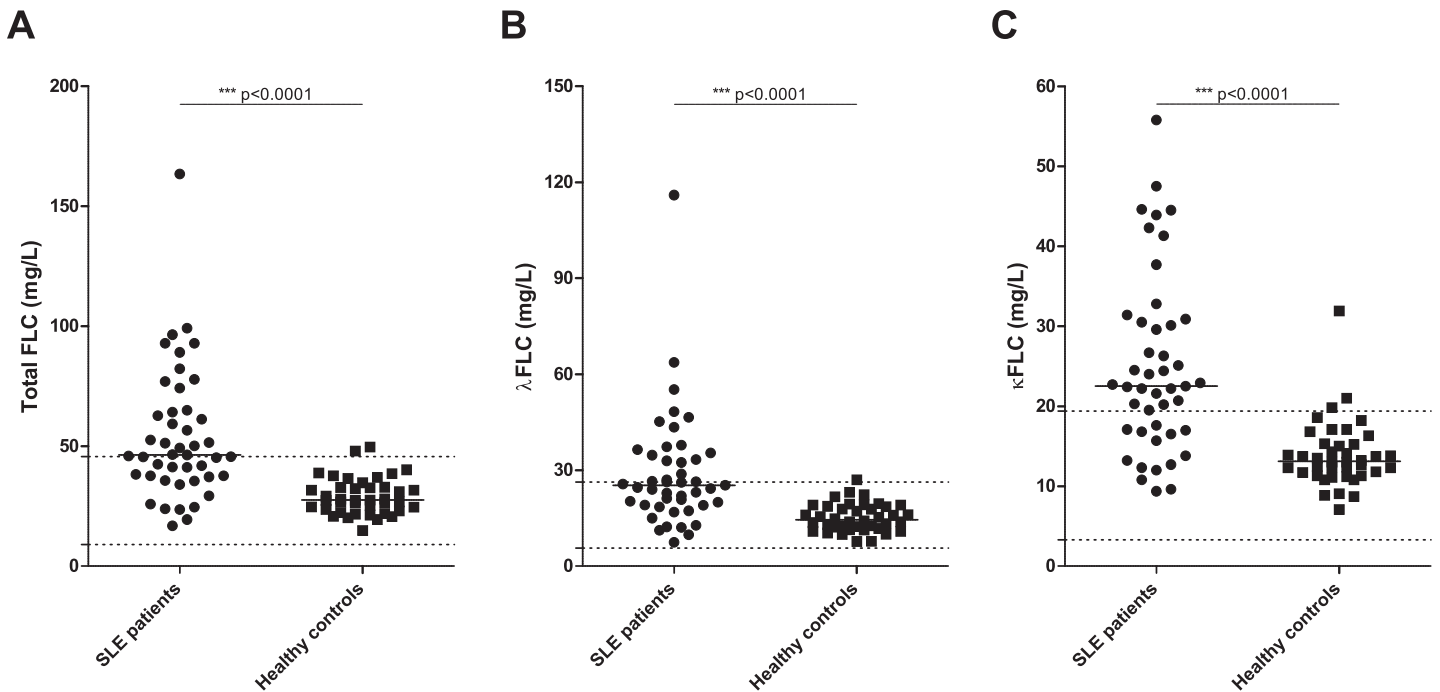 A
Total FLC (mg/L)
200
150
100
50
0
*** p<0.0001
SLE patients
Healthy controls
B
λ FLC (mg/L)
150
120
90
60
30
0
*** p<0.0001
SLE patients
Healthy controls
C
κFLC (mg/L)
60
50
40
30
20
10
0
*** p<0.0001
SLE patients
Healthy controls